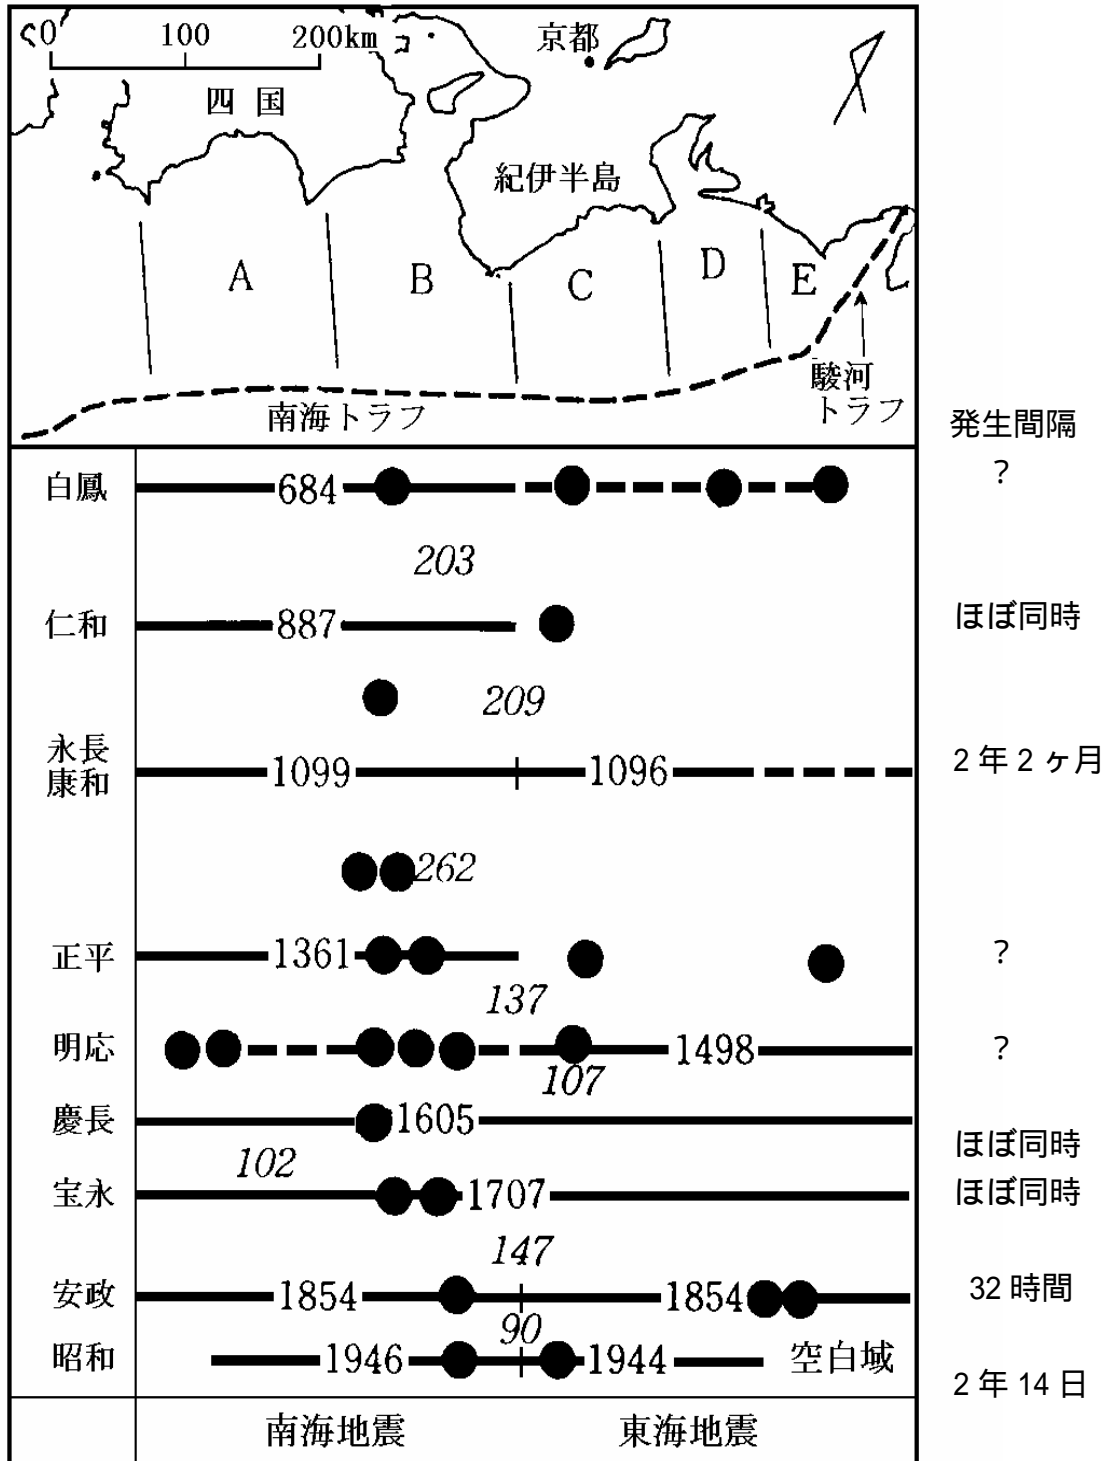 0 100 200km
京都
四国
紀伊半島
A B C D E
駿河
トラフ
南海トラフ
発生間隔
白鳳 684 ?
203
仁和 887 ほぼ同時
209
永長
康和 1099 1096 2年2ヶ月
262
正平 1361 ?
137
明応 1498 ?
107
慶長 1605 ほぼ同時
102
宝永 1707 ほぼ同時
147
安政 1854 1854 32時間
90
昭和 1946 1944 空白域 2年14日
南海地震 東海地震